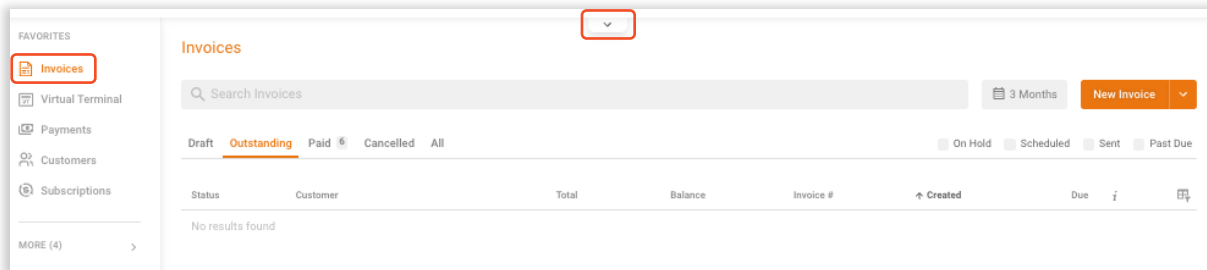 FAVORITES
Invoices
Virtual Terminal
Payments
Customers
Subscriptions
MORE (4)
Invoices
Search Invoices
3 Months
New Invoice
Draft Outstanding Paid 6 Cancelled All
On Hold Scheduled Sent Past Due
Status Customer Total Balance Invoice # ↑ Created Due i
No results found